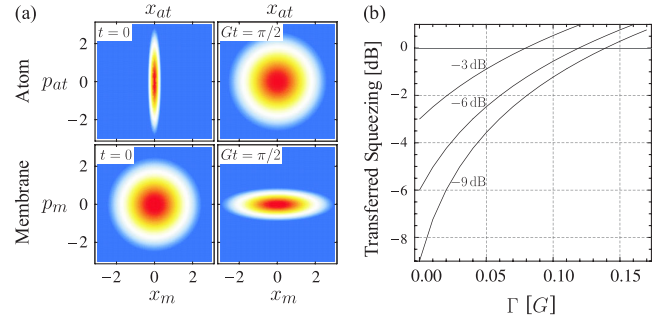 (a)
x_at x_at
Atom
p_at
2
0
−2
t = 0
Gt = π/2
Membrane
p_m
2
0
−2
t = 0
Gt = π/2
−2 0 2 −2 0 2
x_m x_m
(b)
Transferred Squeezing [dB]
0
−2
−4
−6
−8
−3 dB
−6 dB
−9 dB
0.00 0.05 0.10 0.15
Γ [G]